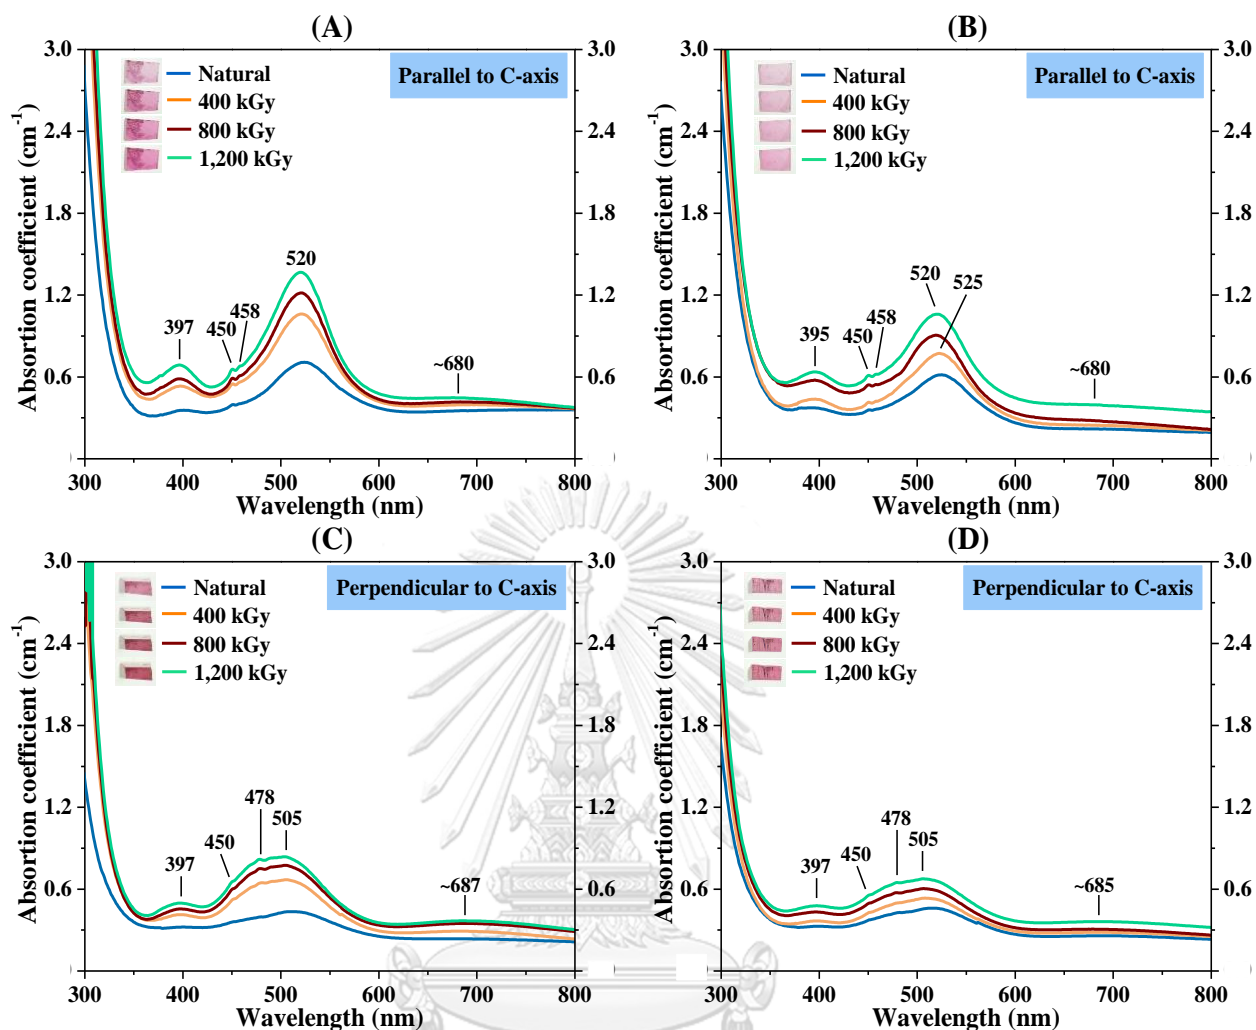 (A)
Parallel to C-axis
Natural
400 kGy
800 kGy
1,200 kGy
3.0
2.4
1.8
1.2
0.6
3.0
2.4
1.8
1.2
0.6
397
450
458
520
~680
300 400 500 600 700 800
Absortion coefficient (cm⁻¹)
Wavelength (nm)
(B)
Parallel to C-axis
Natural
400 kGy
800 kGy
1,200 kGy
3.0
2.4
1.8
1.2
0.6
3.0
2.4
1.8
1.2
0.6
395
450
458
520
525
~680
300 400 500 600 700 800
Absortion coefficient (cm⁻¹)
Wavelength (nm)
(C)
Perpendicular to C-axis
Natural
400 kGy
800 kGy
1,200 kGy
3.0
2.4
1.8
1.2
0.6
3.0
2.4
1.8
1.2
0.6
397
450
478
505
~687
300 400 500 600 700 800
Absortion coefficient (cm⁻¹)
Wavelength (nm)
(D)
Perpendicular to C-axis
Natural
400 kGy
800 kGy
1,200 kGy
3.0
2.4
1.8
1.2
0.6
3.0
2.4
1.8
1.2
0.6
397
450
478
505
~685
300 400 500 600 700 800
Absortion coefficient (cm⁻¹)
Wavelength (nm)